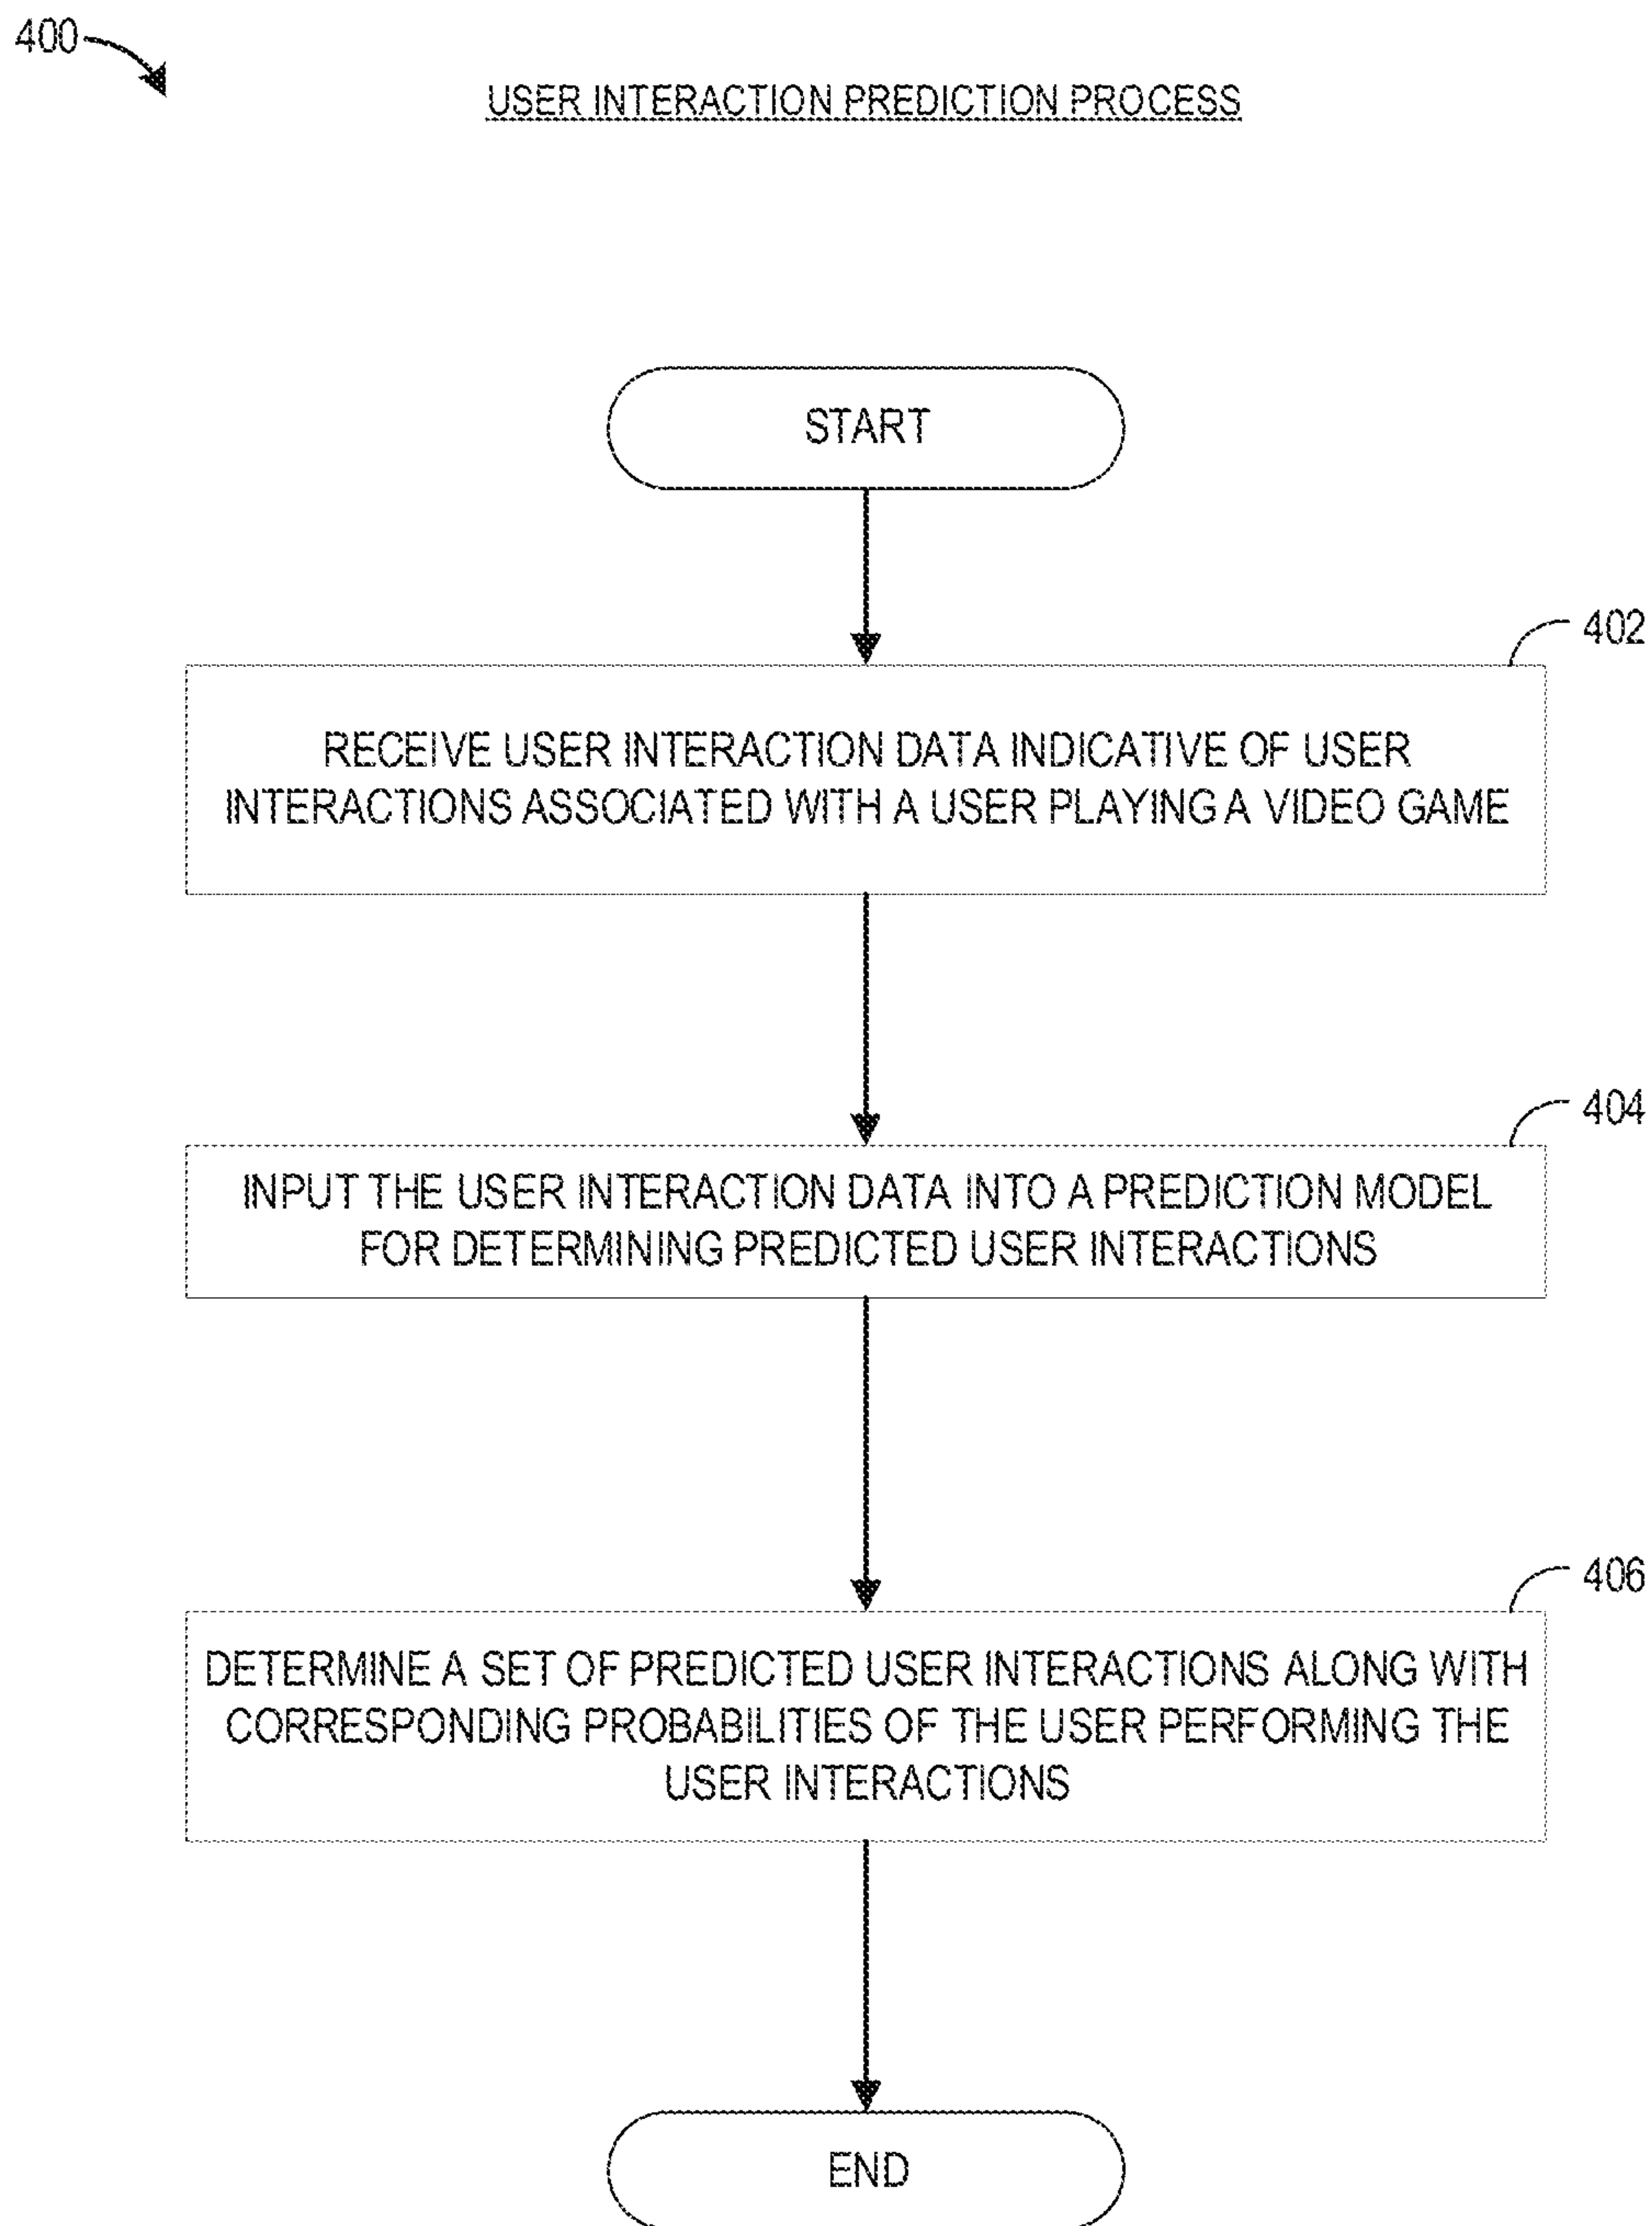 400
USER INTERACTION PREDICTION PROCESS
START
402
RECEIVE USER INTERACTION DATA INDICATIVE OF USER
INTERACTIONS ASSOCIATED WITH A USER PLAYING A VIDEO GAME
404
INPUT THE USER INTERACTION DATA INTO A PREDICTION MODEL
FOR DETERMINING PREDICTED USER INTERACTIONS
406
DETERMINE A SET OF PREDICTED USER INTERACTIONS ALONG WITH
CORRESPONDING PROBABILITIES OF THE USER PERFORMING THE
USER INTERACTIONS
END